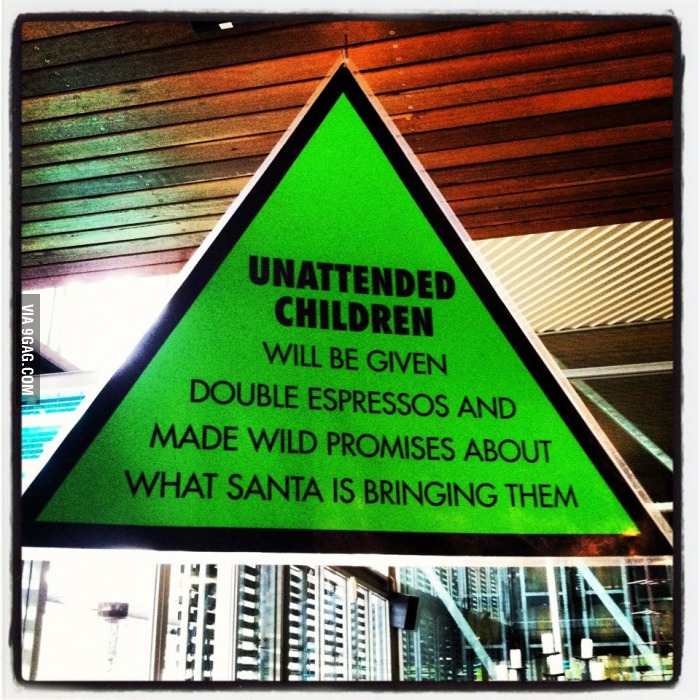 UNATTENDED
CHILDREN
WILL BE GIVEN
DOUBLE ESPRESSOS AND
MADE WILD PROMISES ABOUT
WHAT SANTA IS BRINGING THEM
VIA 9GAG.COM